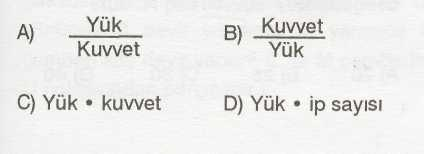 A) Yük / Kuvvet B) Kuvvet / Yük
C) Yük • kuvvet D) Yük • ip sayısı